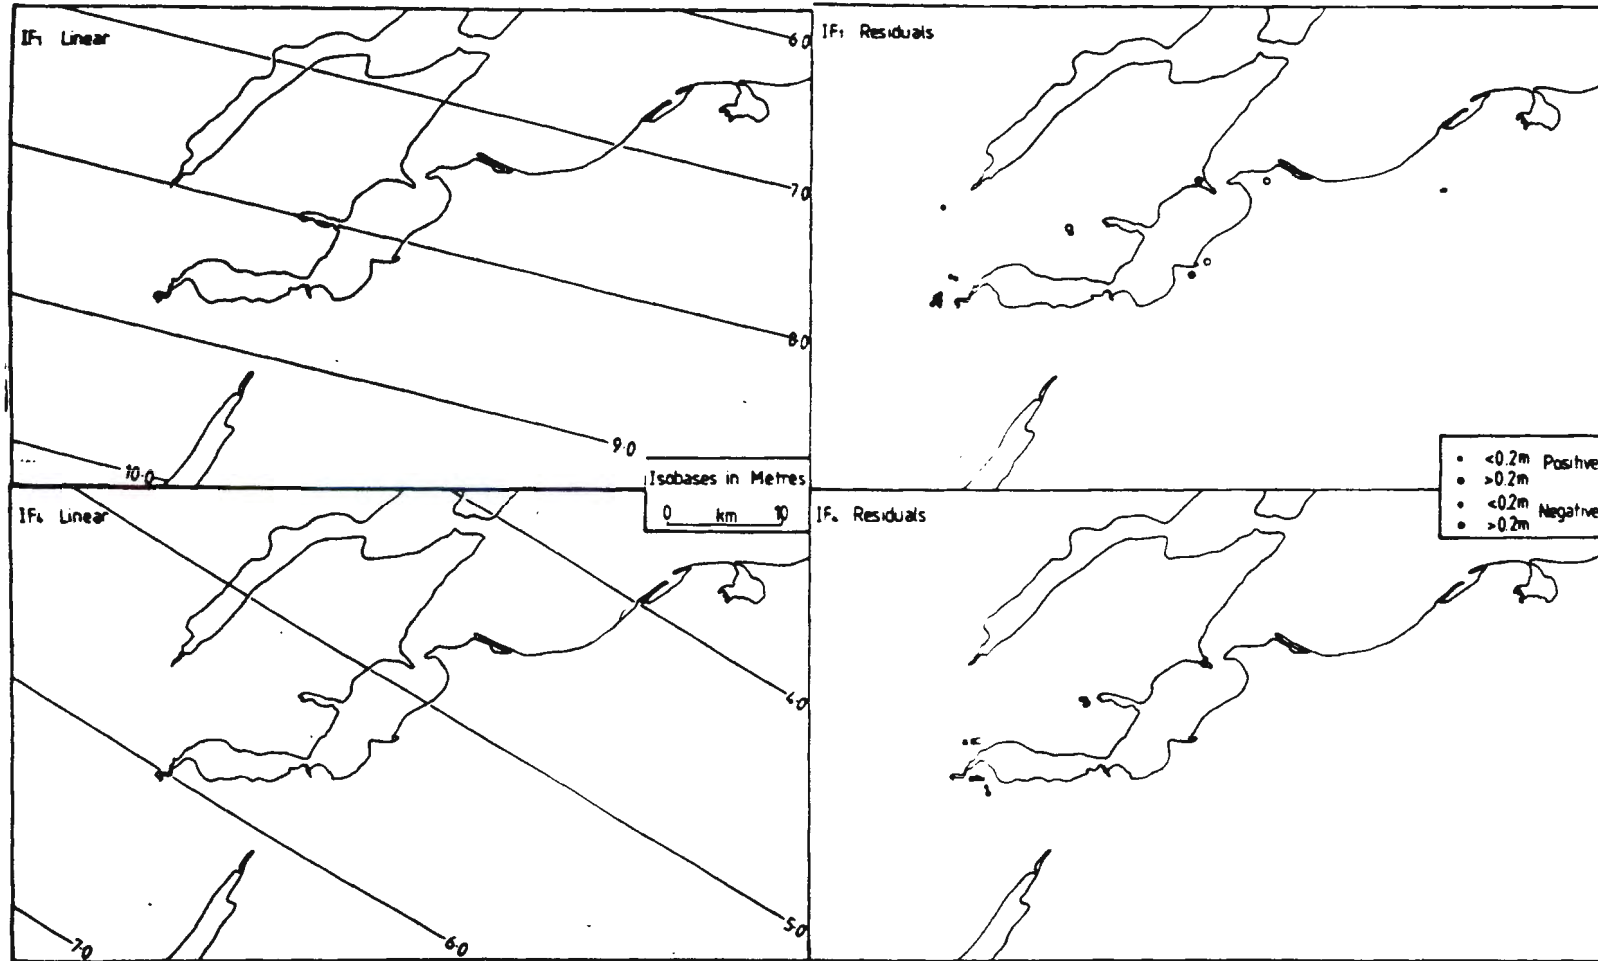 IF₁ Linear
6.0
7.0
8.0
9.0
10.0
Isobases in Metres
0 km 10
IF₁ Residuals
<0.2m Positive
>0.2m
<0.2m Negative
>0.2m
IF₄ Linear
4.0
5.0
6.0
7.0
IF₄ Residuals